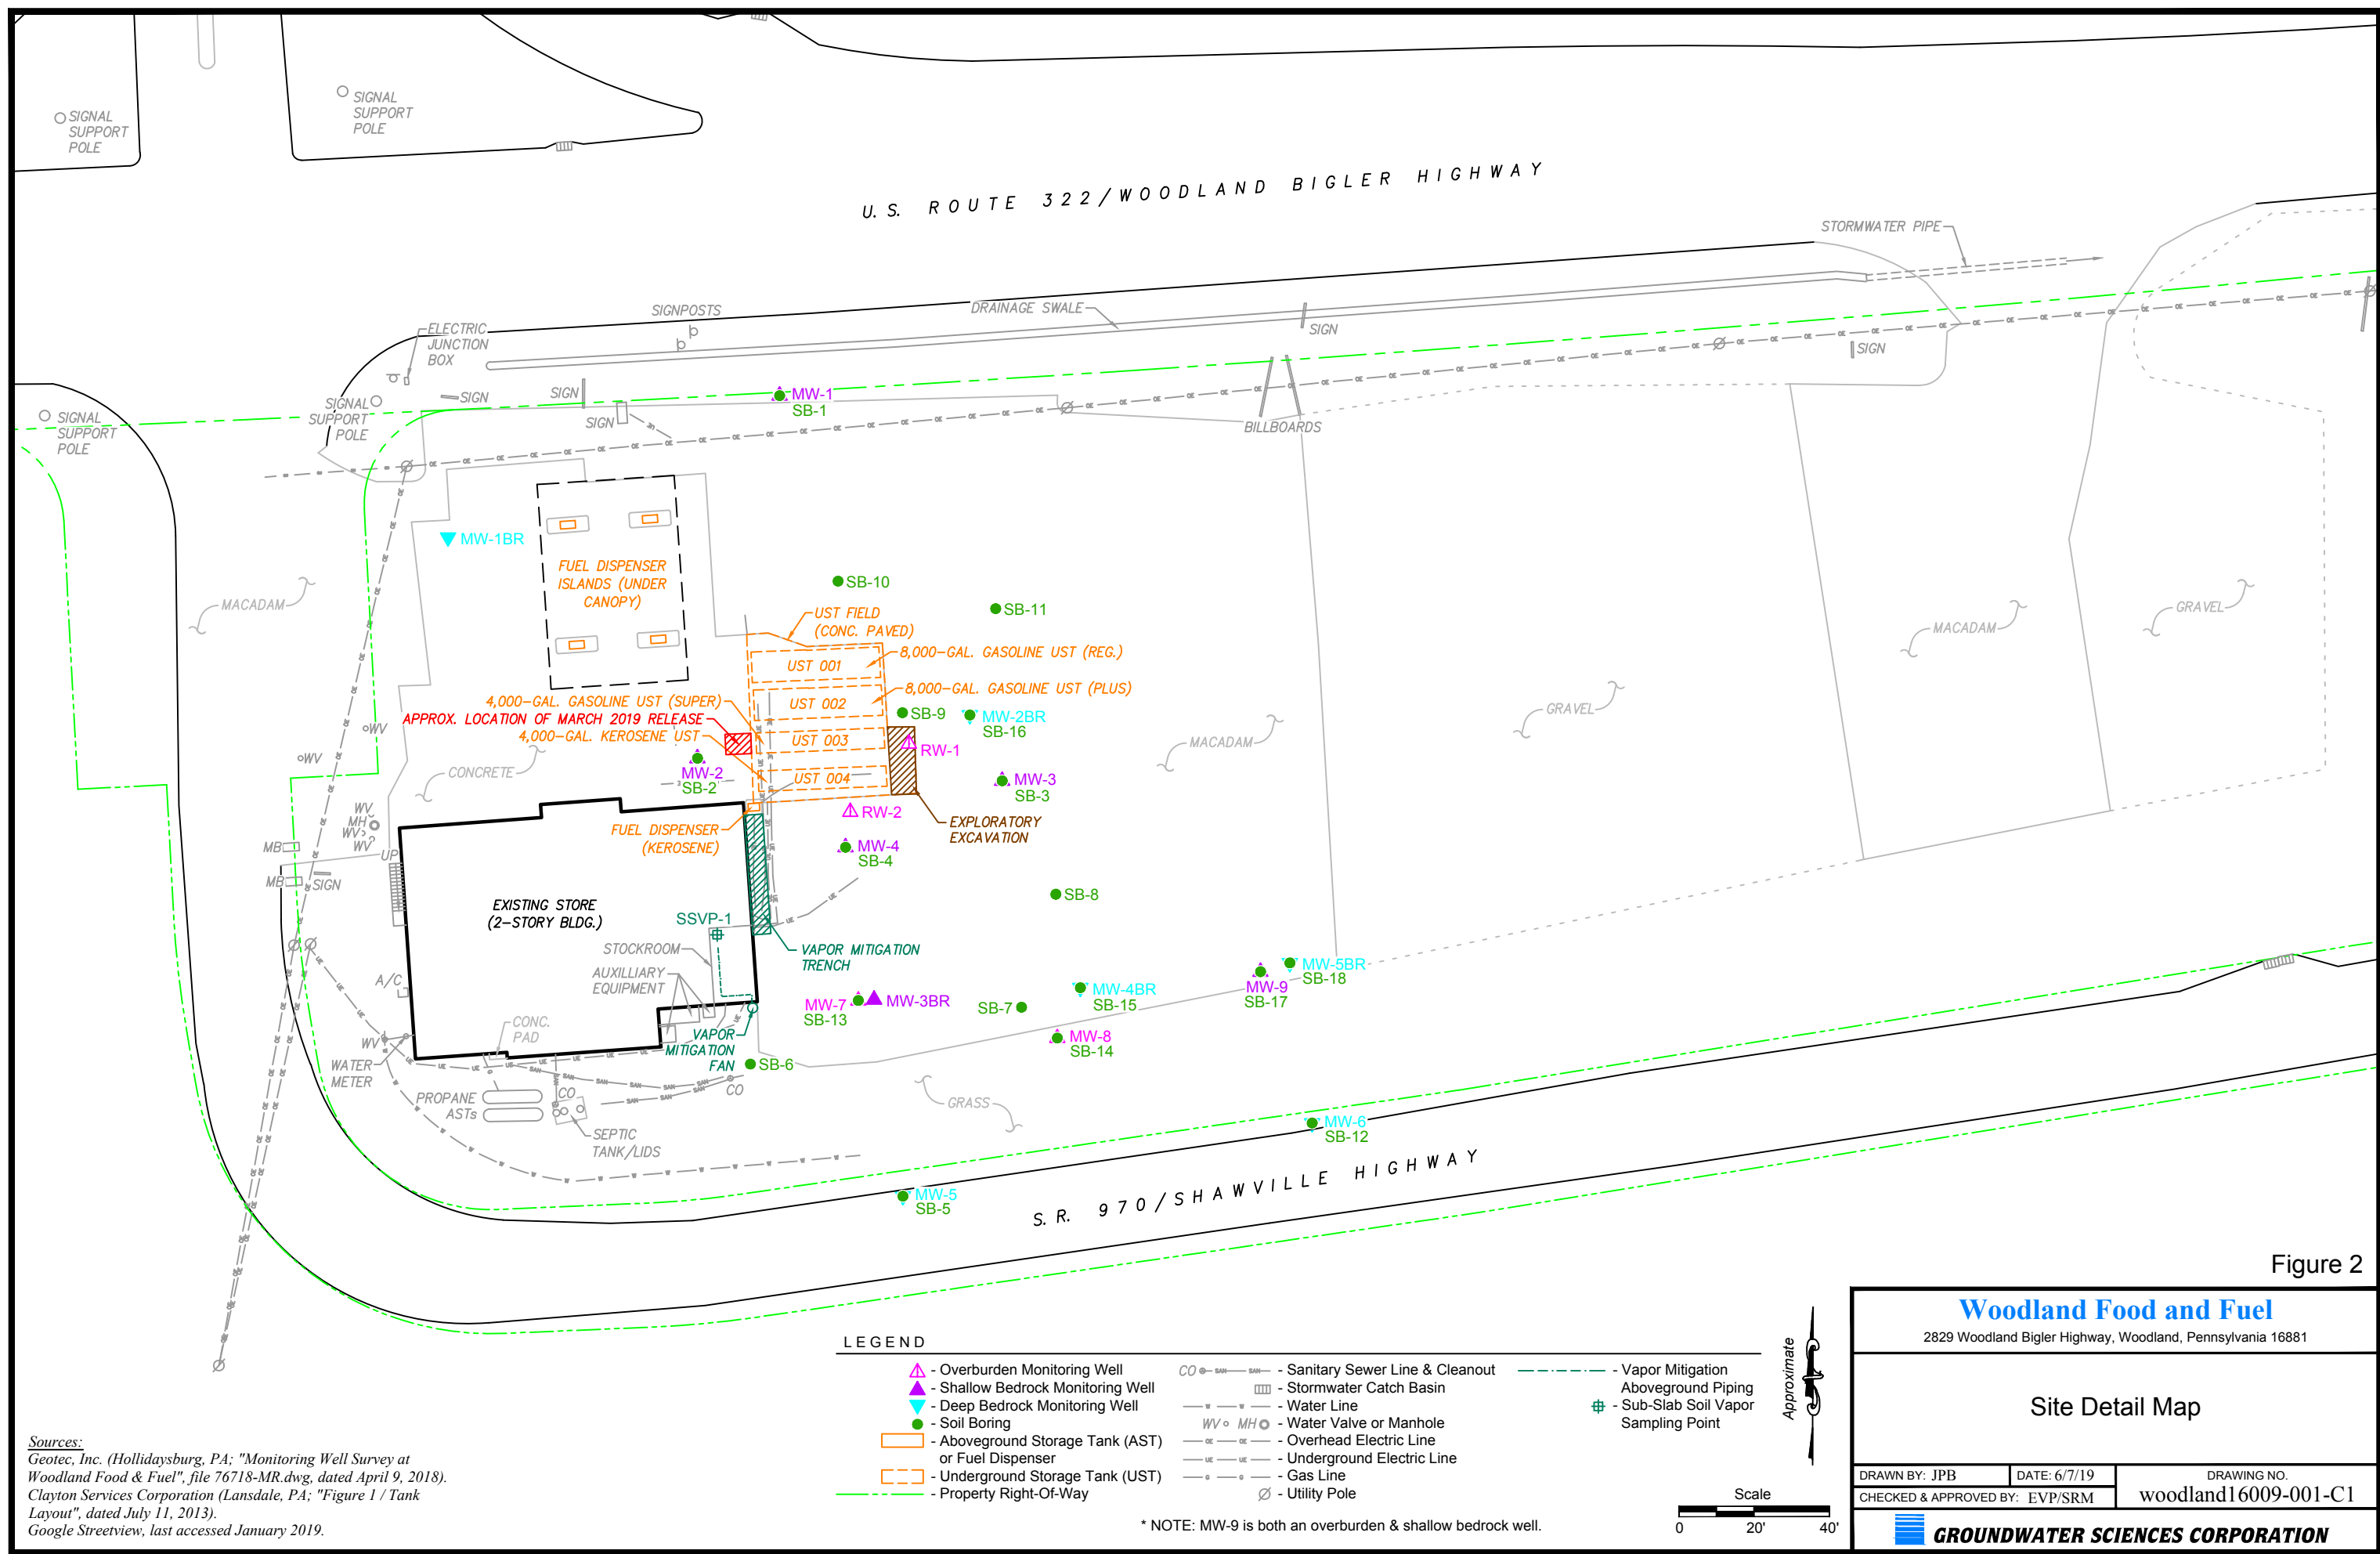 SIGNAL
SUPPORT
POLE
SIGNAL
SUPPORT
POLE
U.S. ROUTE 322/WOODLAND BIGLER HIGHWAY
STORMWATER PIPE
SIGNPOSTS
DRAINAGE SWALE
SIGN
SIGN
ELECTRIC
JUNCTION
BOX
SIGN
SIGN
SIGN
SIGNAL
SUPPORT
POLE
SIGNAL
SUPPORT
POLE
MW-1
SB-1
BILLBOARDS
MW-1BR
FUEL DISPENSER
ISLANDS (UNDER
CANOPY)
SB-10
SB-11
MACADAM
UST FIELD
(CONC. PAVED)
UST 001
8,000-GAL. GASOLINE UST (REG.)
UST 002
8,000-GAL. GASOLINE UST (PLUS)
4,000-GAL. GASOLINE UST (SUPER)
APPROX. LOCATION OF MARCH 2019 RELEASE
4,000-GAL. KEROSENE UST
UST 003
UST 004
SB-9
MW-2BR
SB-16
RW-1
MW-2
SB-2
MW-3
SB-3
MACADAM
GRAVEL
MACADAM
GRAVEL
CONCRETE
WV
WV
WV
MH
WV
WV
MB
MB
UP
SIGN
RW-2
FUEL DISPENSER
(KEROSENE)
EXPLORATORY
EXCAVATION
MW-4
SB-4
EXISTING STORE
(2-STORY BLDG.)
SSVP-1
SB-8
STOCKROOM
AUXILLIARY
EQUIPMENT
VAPOR MITIGATION
TRENCH
A/C
MW-7
SB-13
MW-3BR
SB-7
MW-4BR
SB-15
MW-9
SB-17
MW-5BR
SB-18
MW-8
SB-14
CONC.
PAD
WV
WATER
METER
VAPOR
MITIGATION
FAN
SB-6
CO
CO
PROPANE
ASTs
SEPTIC
TANK/LIDS
GRASS
MW-6
SB-12
MW-5
SB-5
S.R. 970/SHAWVILLE HIGHWAY
Figure 2
LEGEND
- Overburden Monitoring Well
- Shallow Bedrock Monitoring Well
- Deep Bedrock Monitoring Well
- Soil Boring
- Aboveground Storage Tank (AST)
or Fuel Dispenser
- Underground Storage Tank (UST)
- Property Right-Of-Way
CO SAN SAN - Sanitary Sewer Line & Cleanout
- Stormwater Catch Basin
W W - Water Line
WV MH - Water Valve or Manhole
OE OE - Overhead Electric Line
UE UE - Underground Electric Line
G G - Gas Line
- Utility Pole
- Vapor Mitigation
Aboveground Piping
- Sub-Slab Soil Vapor
Sampling Point
* NOTE: MW-9 is both an overburden & shallow bedrock well.
Approximate
Scale
0 20' 40'
Sources:
Geotec, Inc. (Hollidaysburg, PA; "Monitoring Well Survey at
Woodland Food & Fuel", file 76718-MR.dwg, dated April 9, 2018).
Clayton Services Corporation (Lansdale, PA; "Figure 1 / Tank
Layout", dated July 11, 2013).
Google Streetview, last accessed January 2019.
Woodland Food and Fuel
2829 Woodland Bigler Highway, Woodland, Pennsylvania 16881
Site Detail Map
DRAWN BY: JPB
DATE: 6/7/19
DRAWING NO.
CHECKED & APPROVED BY: EVP/SRM
woodland16009-001-C1
GROUNDWATER SCIENCES CORPORATION